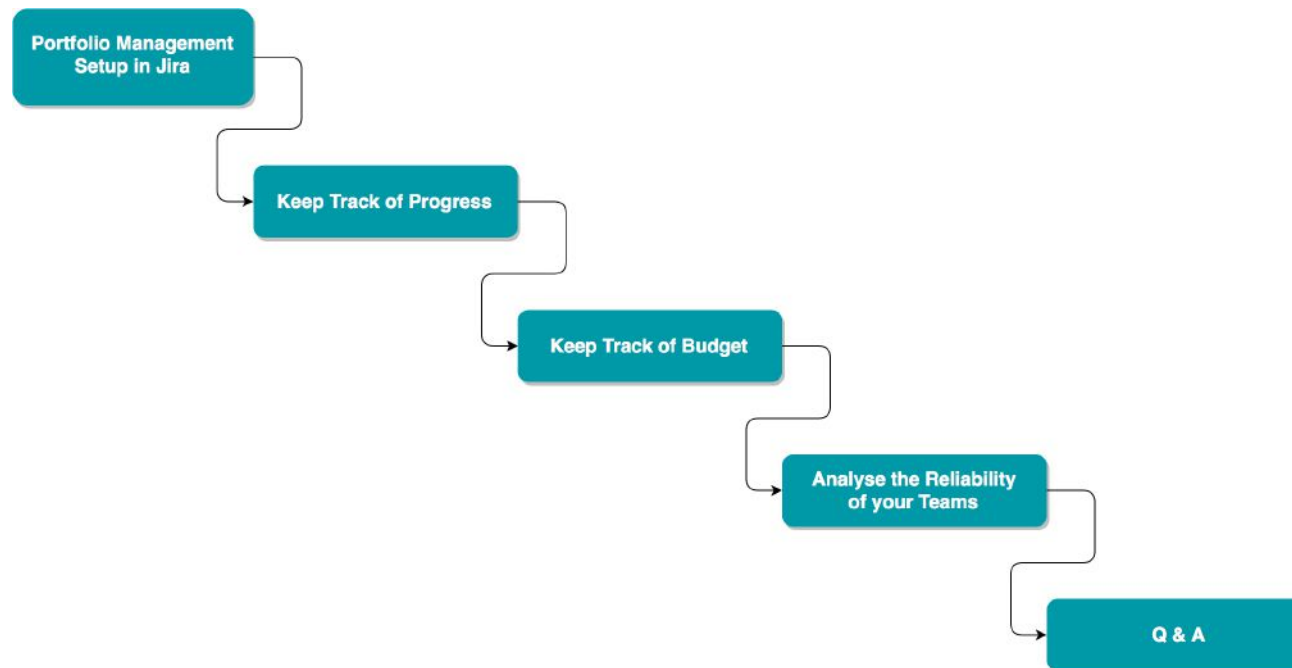 Portfolio Management
Setup in Jira
Keep Track of Progress
Keep Track of Budget
Analyse the Reliability
of your Teams
Q & A